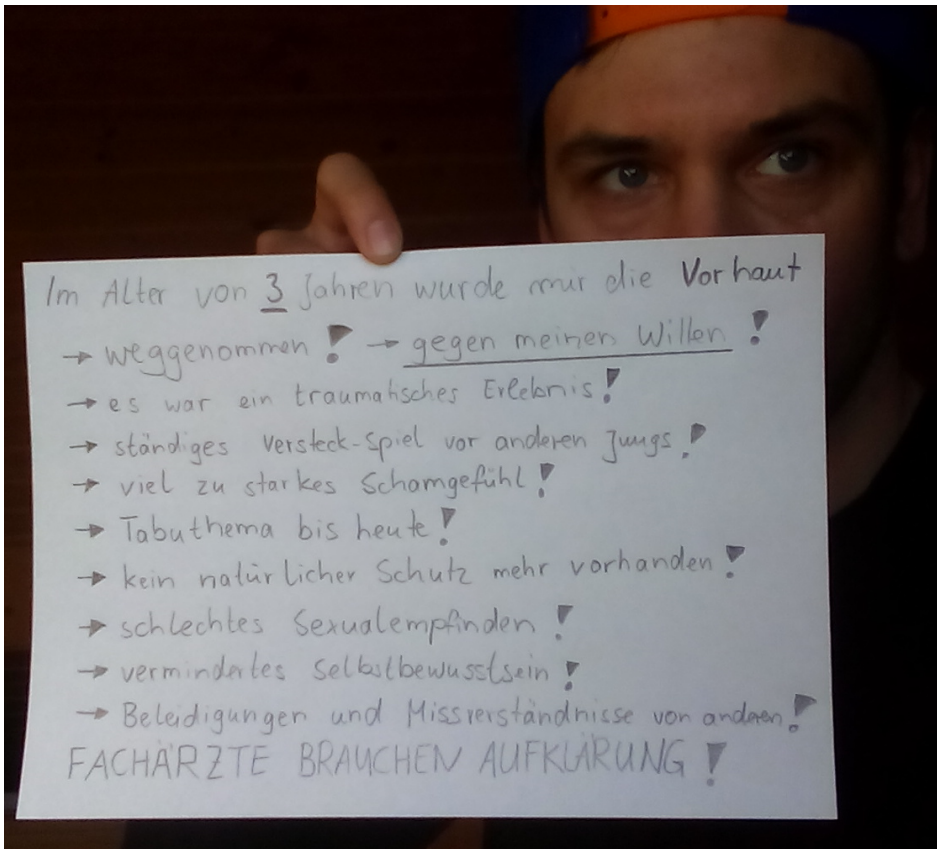 Im Alter von 3 Jahren wurde mir die Vorhaut
→ weggenommen! → gegen meinen Willen!
→ es war ein traumatisches Erlebnis!
→ ständiges Versteck-Spiel vor anderen Jungs!
→ viel zu starkes Schamgefühl!
→ Tabuthema bis heute!
→ kein natürlicher Schutz mehr vorhanden!
→ schlechtes Sexualempfinden!
→ vermindertes Selbstbewusstsein!
→ Beleidigungen und Missverständnisse von anderen!
FACHÄRZTE BRAUCHEN AUFKLÄRUNG!